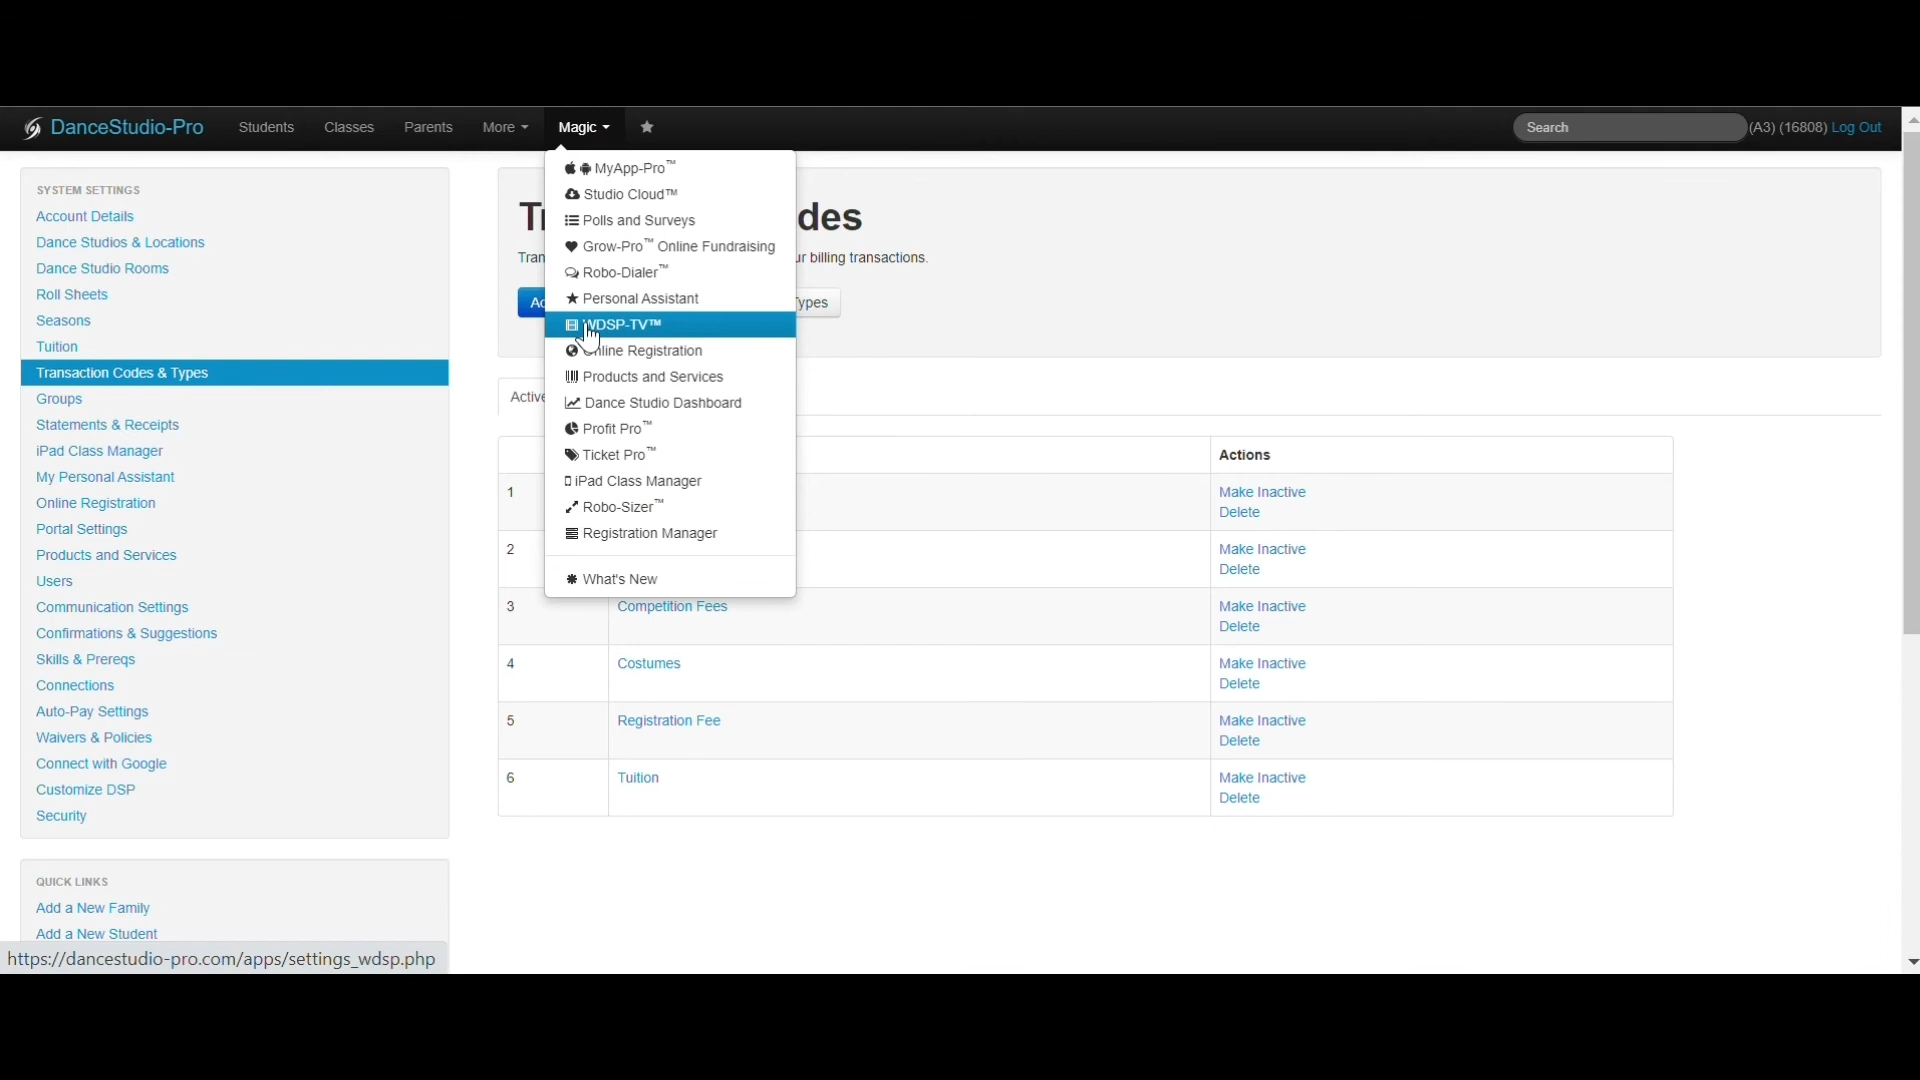 DanceStudio-Pro Students Classes Parents More Magic Search (A3) (16808) Log Out
SYSTEM SETTINGS
Account Details
Dance Studios & Locations
Dance Studio Rooms
Roll Sheets
Seasons
Tuition
Transaction Codes & Types
Groups
Statements & Receipts
iPad Class Manager
My Personal Assistant
Online Registration
Portal Settings
Products and Services
Users
Communication Settings
Confirmations & Suggestions
Skills & Prereqs
Connections
Auto-Pay Settings
Waivers & Policies
Connect with Google
Customize DSP
Security
QUICK LINKS
Add a New Family
Add a New Student
https://dancestudio-pro.com/apps/settings_wdsp.php
MyApp-Pro™
Studio Cloud™
Polls and Surveys
Grow-Pro™ Online Fundraising
Robo-Dialer™
Personal Assistant
WDSP-TV™
Online Registration
Products and Services
Dance Studio Dashboard
Profit Pro™
Ticket Pro™
iPad Class Manager
Robo-Sizer™
Registration Manager
What's New
des
Tran ur billing transactions.
Ac Types
Active
Actions
1 Make Inactive
Delete
2 Make Inactive
Delete
3 Competition Fees Make Inactive
Delete
4 Costumes Make Inactive
Delete
5 Registration Fee Make Inactive
Delete
6 Tuition Make Inactive
Delete